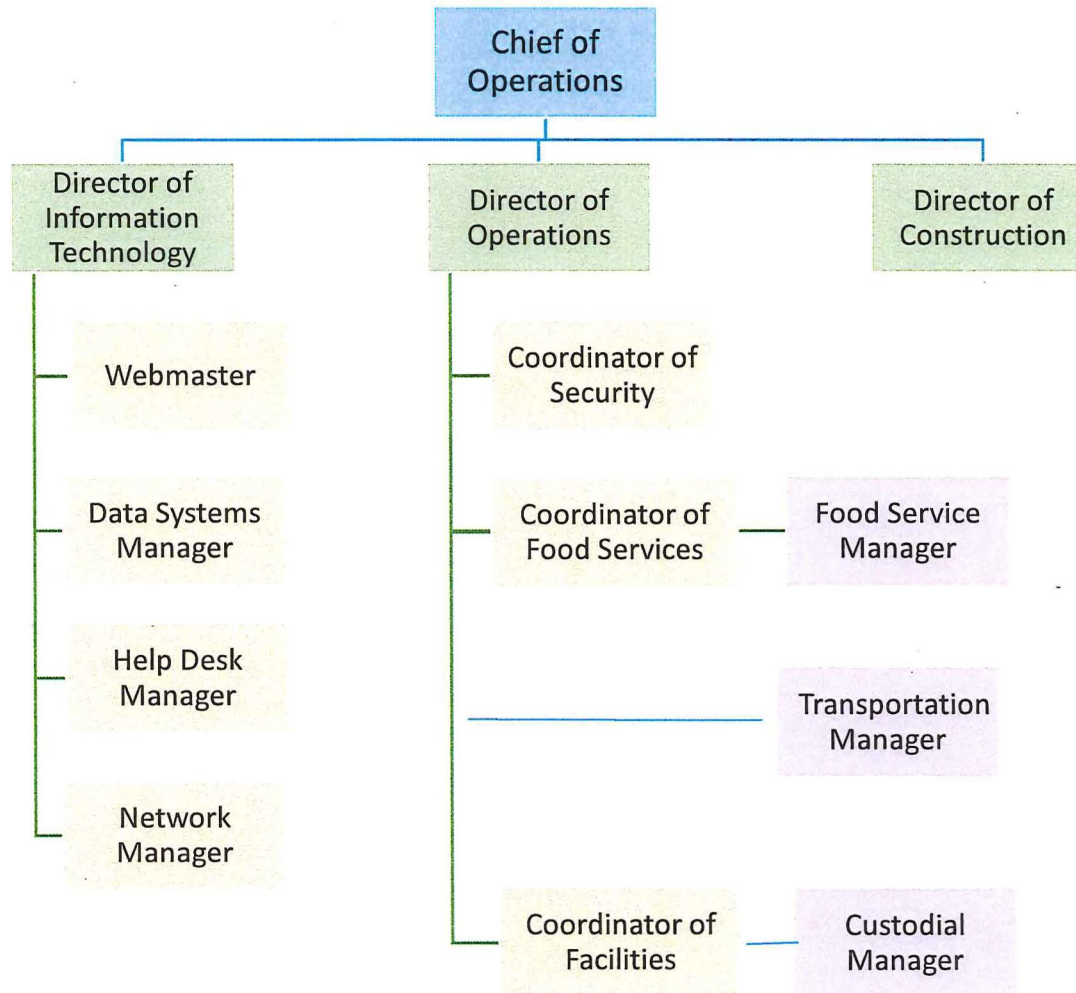 Chief of
Operations
Director of
Information
Technology
Director of
Operations
Director of
Construction
Webmaster
Data Systems
Manager
Help Desk
Manager
Network
Manager
Coordinator of
Security
Coordinator of
Food Services
Food Service
Manager
Transportation
Manager
Coordinator of
Facilities
Custodial
Manager